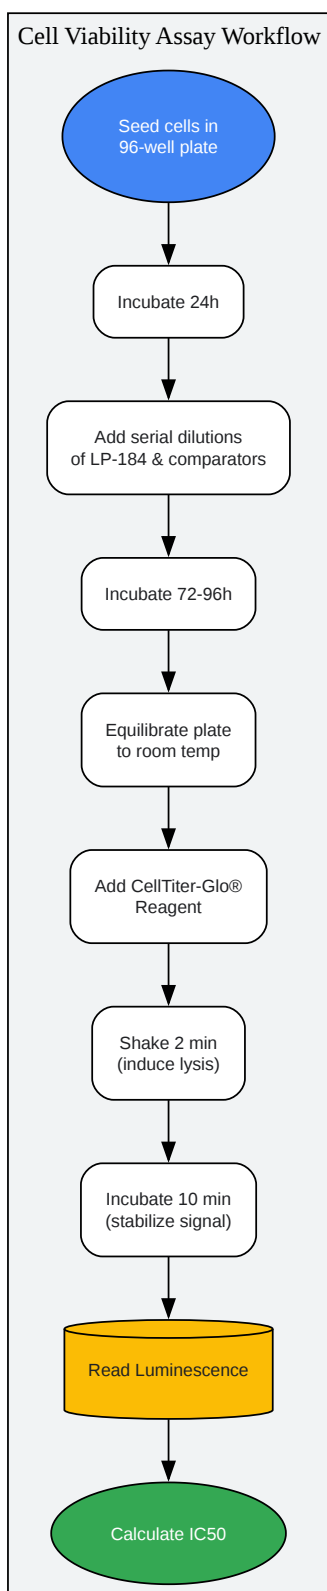 Cell Viability Assay Workflow
Seed cells in
96-well plate
Incubate 24h
Add serial dilutions
of LP-184 & comparators
Incubate 72-96h
Equilibrate plate
to room temp
Add CellTiter-Glo®
Reagent
Shake 2 min
(induce lysis)
Incubate 10 min
(stabilize signal)
Read Luminescence
Calculate IC50